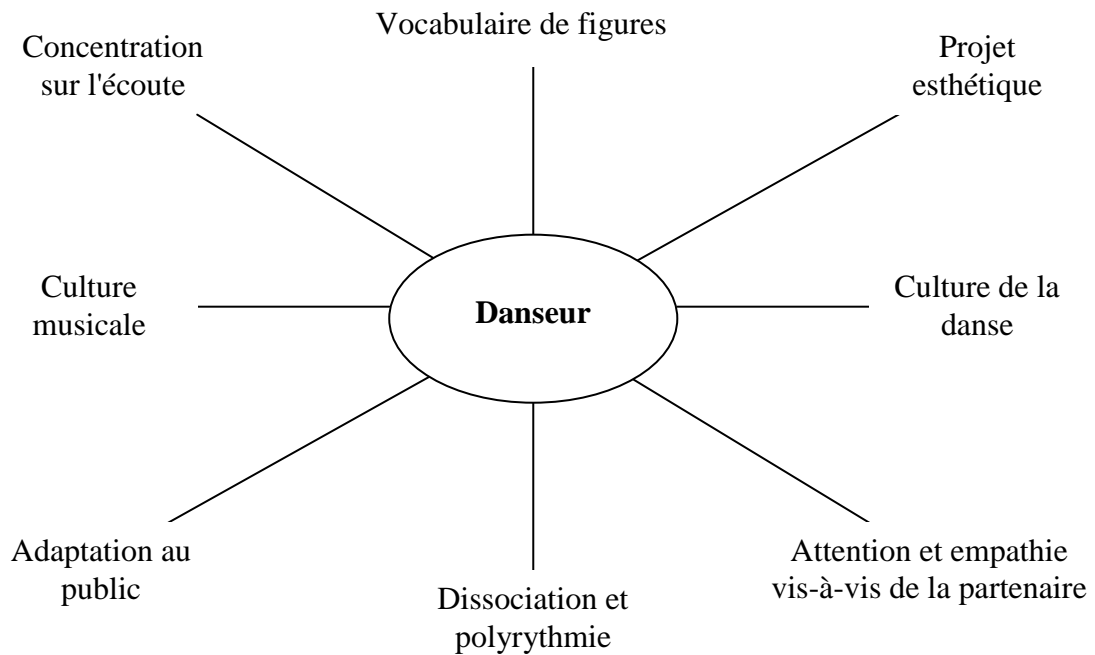 Vocabulaire de figures
Concentration
sur l'écoute
Projet
esthétique
Culture
musicale
Danseur
Culture de la
danse
Adaptation au
public
Dissociation et
polyrythmie
Attention et empathie
vis-à-vis de la partenaire